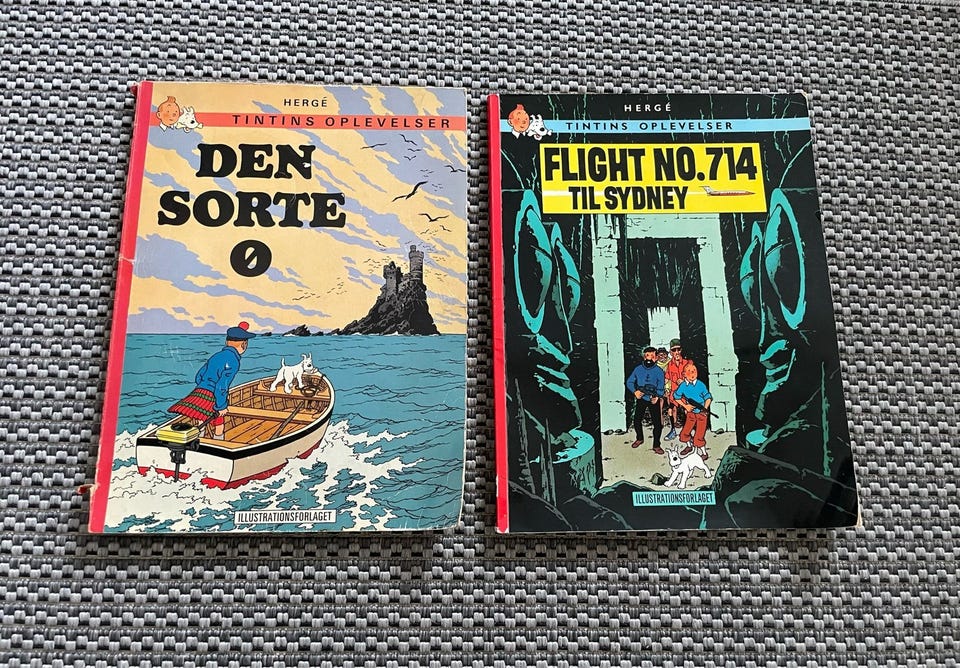 HERGÉ
TINTINS OPLEVELSER
DEN
SORTE
Ø
ILLUSTRATIONSFORLAGET
HERGÉ
TINTINS OPLEVELSER
FLIGHT NO.714
TIL SYDNEY
ILLUSTRATIONSFORLAGET